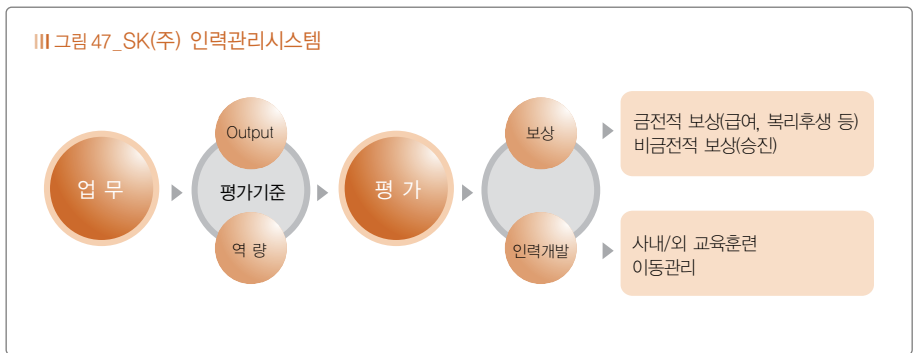 그림 47_SK(주) 인력관리시스템
업 무
Output
평가기준
역 량
평 가
보상
인력개발
금전적 보상(급여, 복리후생 등)
비금전적 보상(승진)
사내/외 교육훈련
이동관리